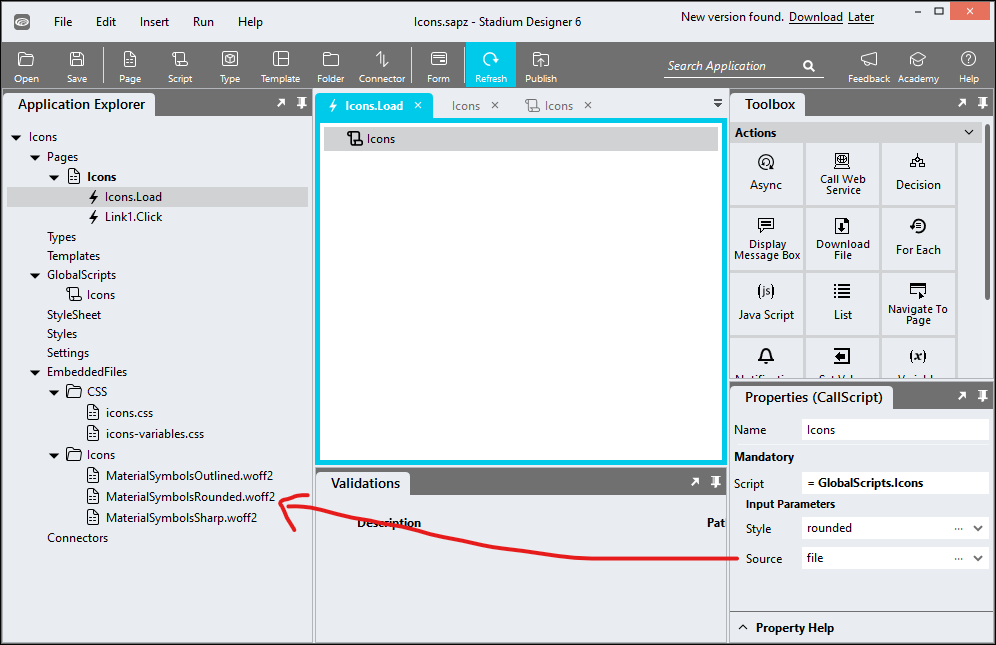 File Edit Insert Run Help
Icons.sapz - Stadium Designer 6
New version found. Download Later
Open Save Page Script Type Template Folder Connector Form Refresh Publish
Search Application
Feedback Academy Help
Application Explorer
Icons
Pages
Icons
Icons.Load
Link1.Click
Types
Templates
GlobalScripts
Icons
StyleSheet
Styles
Settings
EmbeddedFiles
CSS
icons.css
icons-variables.css
Icons
MaterialSymbolsOutlined.woff2
MaterialSymbolsRounded.woff2
MaterialSymbolsSharp.woff2
Connectors
Icons.Load × Icons × Icons ×
Icons
Validations
Description Pat
Toolbox
Actions
Async
Call Web
Service
Decision
Display
Message Box
Download
File
For Each
{js}
Java Script
List
Navigate To
Page
(x)
Properties (CallScript)
Name Icons
Mandatory
Script = GlobalScripts.Icons
Input Parameters
Style rounded ...
Source file ...
Property Help